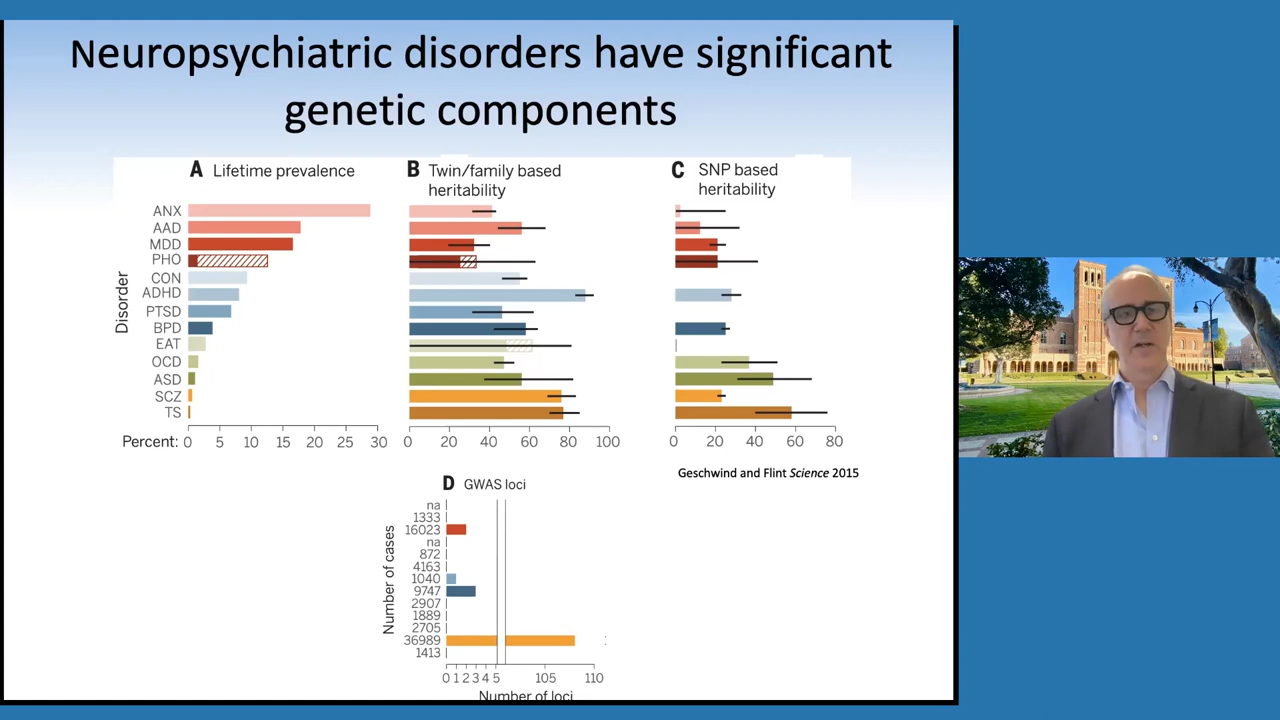 Neuropsychiatric disorders have significant
genetic components
A Lifetime prevalence
B Twin/family based
heritability
C SNP based
heritability
Disorder
ANX
AAD
MDD
PHO
CON
ADHD
PTSD
BPD
EAT
OCD
ASD
SCZ
TS
Percent: 0 5 10 15 20 25 30
0 20 40 60 80 100
0 20 40 60 80
Geschwind and Flint Science 2015
D GWAS loci
Number of cases
na
1333
16023
na
872
4163
1040
9747
2907
1889
2705
36989
1413
0 1 2 3 4 5 105 110
Number of loci